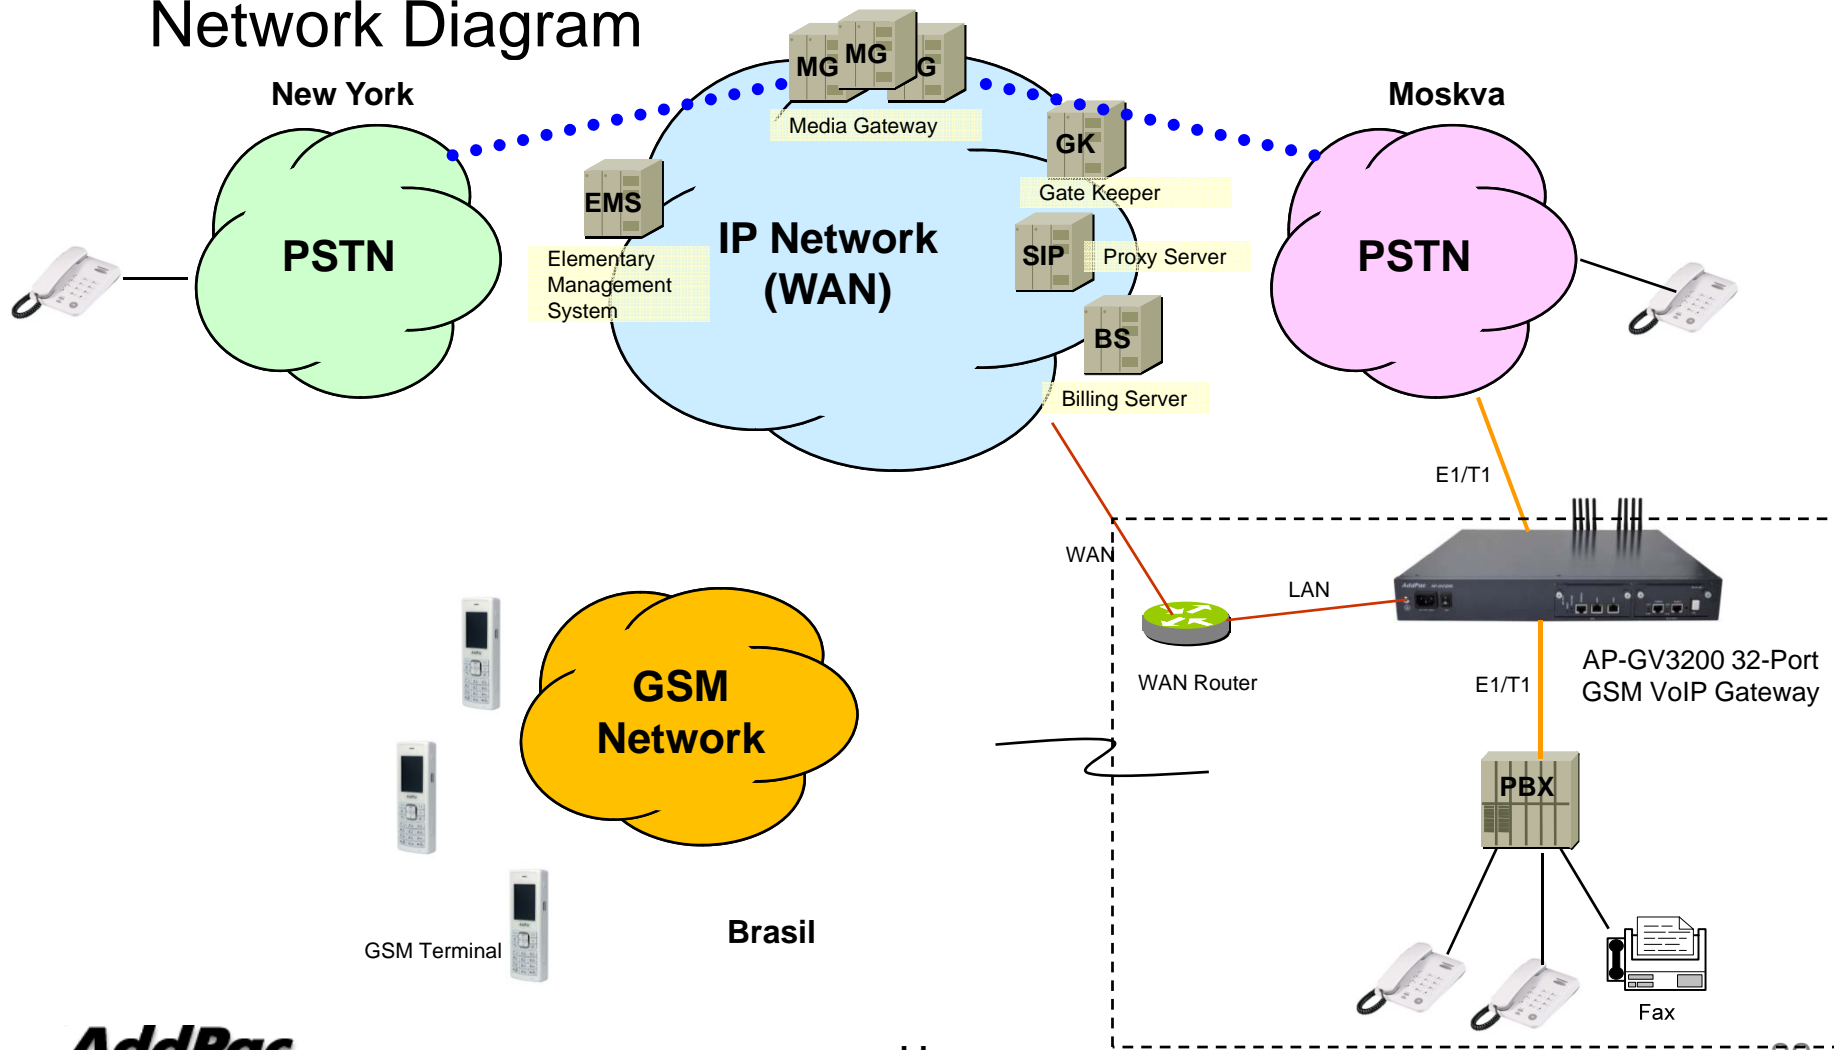 Network Diagram
New York
MG
MG
G
Moskva
Media Gateway
GK
EMS
Gate Keeper
PSTN
IP Network
(WAN)
SIP
Proxy Server
PSTN
Elementary
Management
System
BS
Billing Server
E1/T1
WAN
LAN
AddPac
WAN Router
E1/T1
AP-GV3200 32-Port
GSM VoIP Gateway
GSM
Network
PBX
Brasil
GSM Terminal
Fax
AddPac